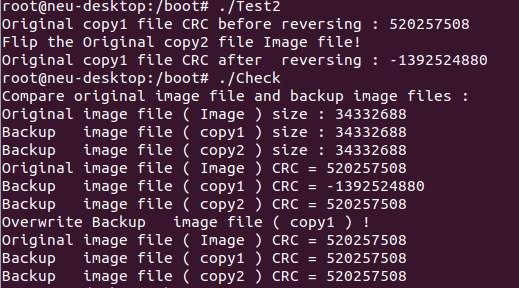 root@neu-desktop:/boot# ./Test2
Original copy1 file CRC before reversing : 520257508
Flip the Original copy2 file Image file!
Original copy1 file CRC after  reversing : -1392524880
root@neu-desktop:/boot# ./Check
Compare original image file and backup image files :
Original image file ( Image ) size : 34332688
Backup   image file ( copy1 ) size : 34332688
Backup   image file ( copy2 ) size : 34332688
Original image file ( Image ) CRC = 520257508
Backup   image file ( copy1 ) CRC = -1392524880
Backup   image file ( copy2 ) CRC = 520257508
Overwrite Backup   image file ( copy1 ) !
Original image file ( Image ) CRC = 520257508
Backup   image file ( copy1 ) CRC = 520257508
Backup   image file ( copy2 ) CRC = 520257508